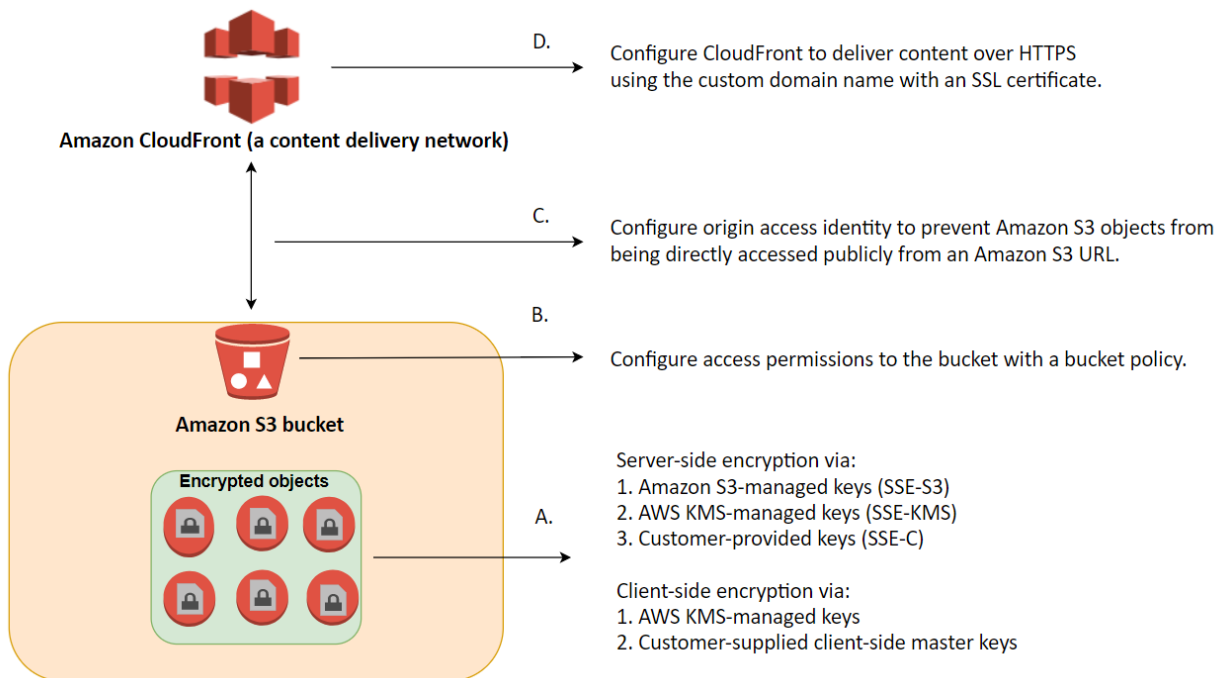 D.
Configure CloudFront to deliver content over HTTPS
using the custom domain name with an SSL certificate.
Amazon CloudFront (a content delivery network)
C.
Configure origin access identity to prevent Amazon S3 objects from
being directly accessed publicly from an Amazon S3 URL.
B.
Configure access permissions to the bucket with a bucket policy.
Amazon S3 bucket
Encrypted objects
A.
Server-side encryption via:
1. Amazon S3-managed keys (SSE-S3)
2. AWS KMS-managed keys (SSE-KMS)
3. Customer-provided keys (SSE-C)
Client-side encryption via:
1. AWS KMS-managed keys
2. Customer-supplied client-side master keys